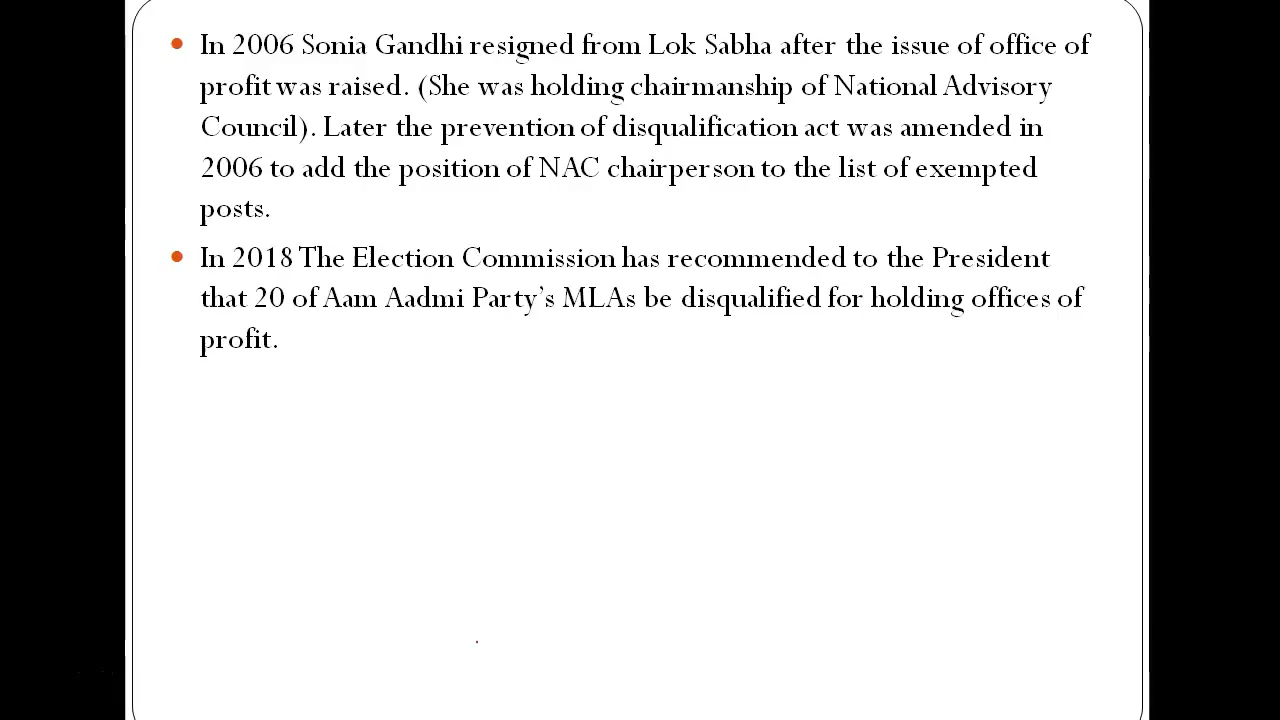 In 2006 Sonia Gandhi resigned from Lok Sabha after the issue of office of
profit was raised. (She was holding chairmanship of National Advisory
Council). Later the prevention of disqualification act was amended in
2006 to add the position of NAC chairperson to the list of exempted
posts.
In 2018 The Election Commission has recommended to the President
that 20 of Aam Aadmi Party’s MLAs be disqualified for holding offices of
profit.